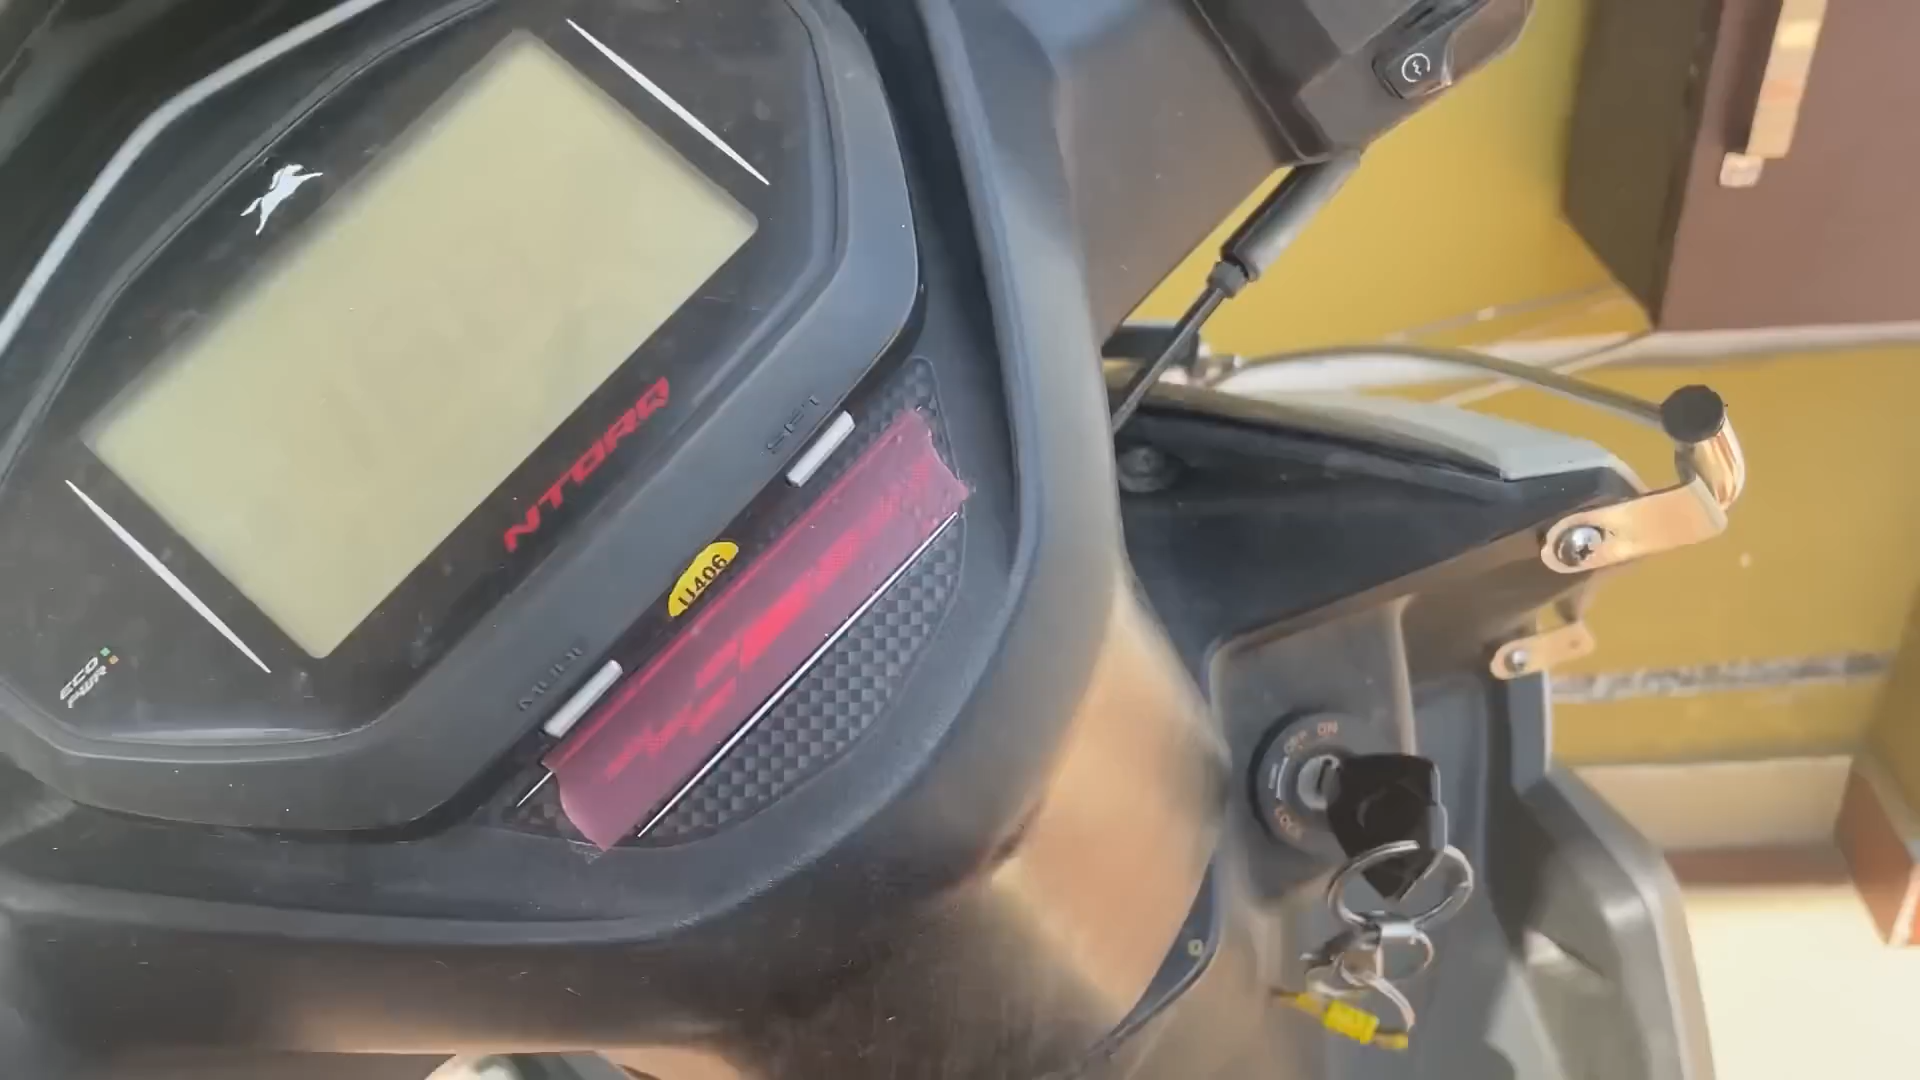 NTORQ
SET
U406
MODE
ECO
PWR
ON
OFF
LOCK